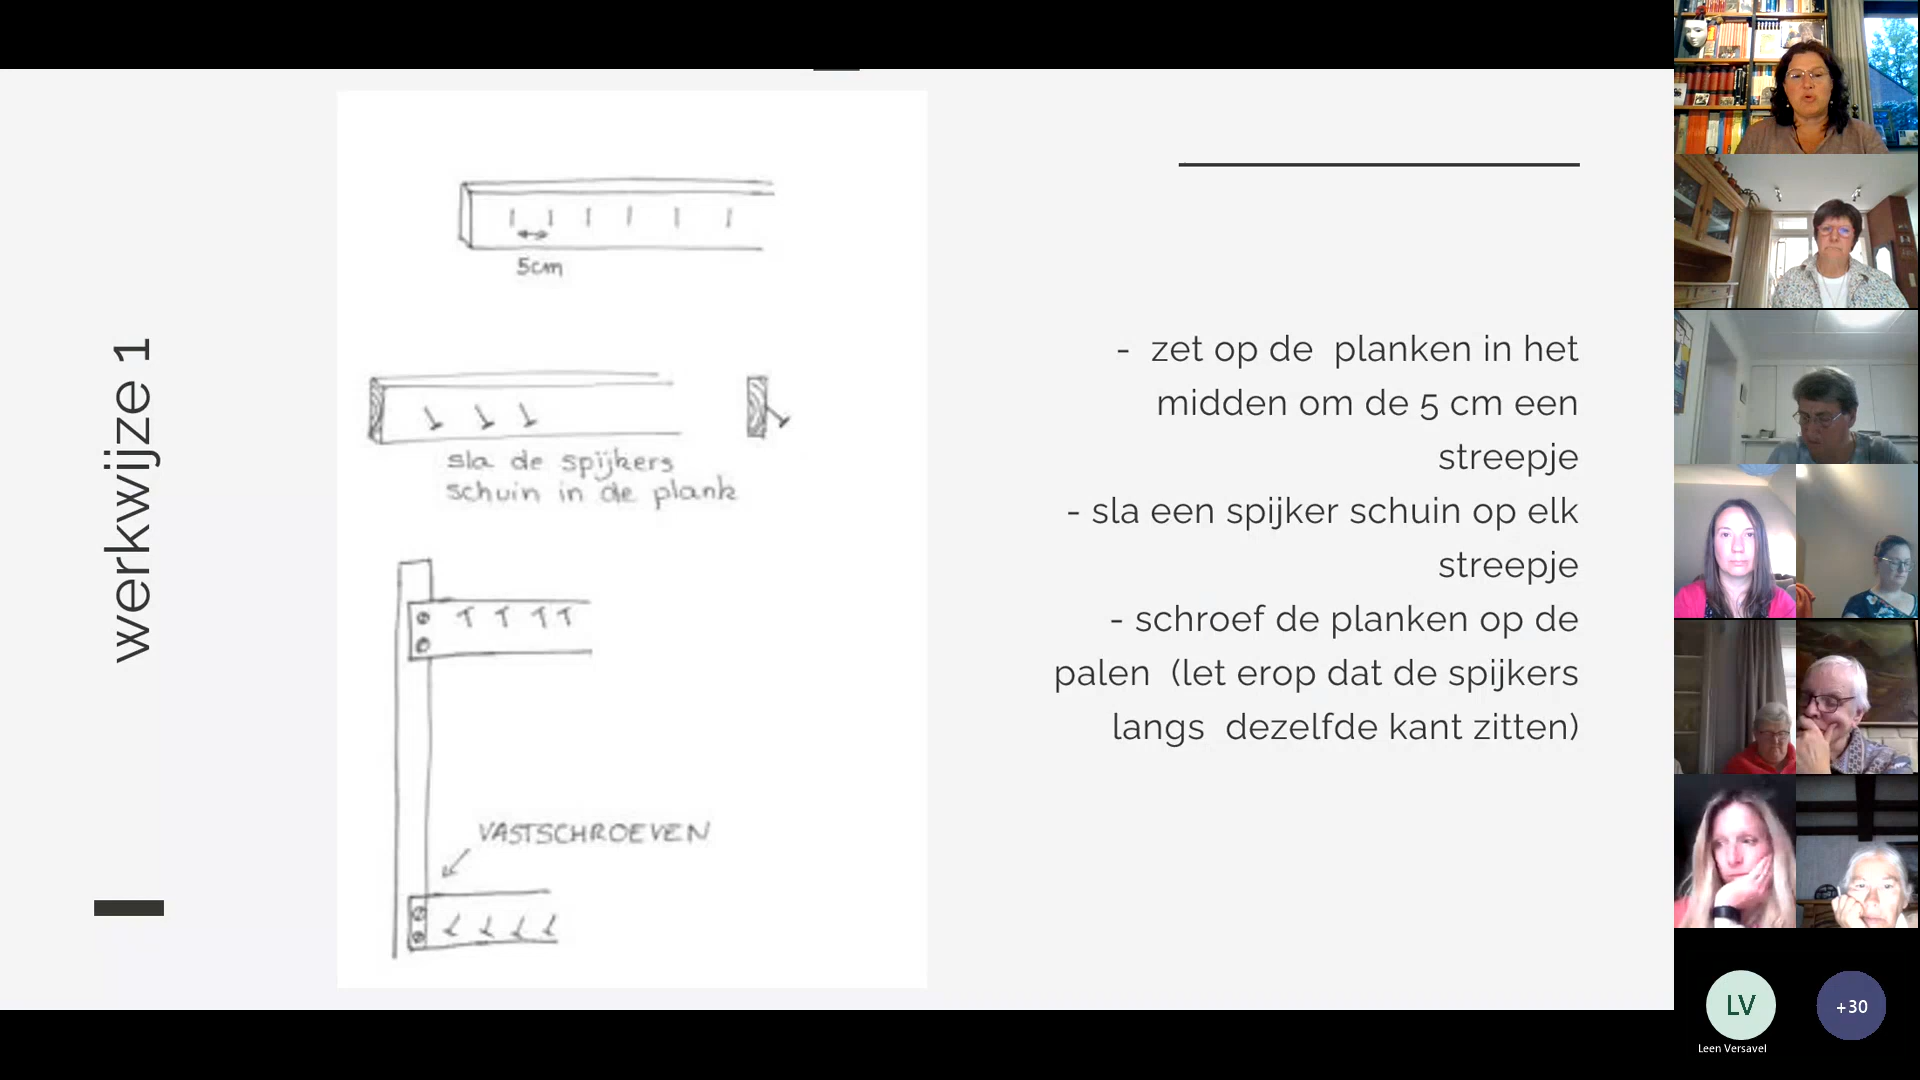 werkwijze 1
5cm
sla de spijkers
schuin in de plank
VASTSCHROEVEN
- zet op de planken in het
midden om de 5 cm een
streepje
- sla een spijker schuin op elk
streepje
- schroef de planken op de
palen (let erop dat de spijkers
langs dezelfde kant zitten)
LV
+30
Leen Versavel